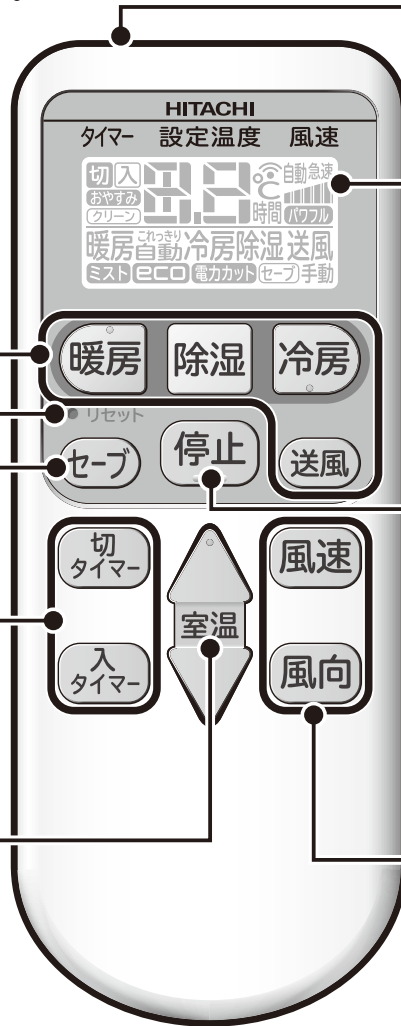 HITACHI
タイマー 設定温度 風速
切 入 8.8 ℃ 自動 急速
おやすみ
クリーン 時間 パワフル
暖房 これっきり自動 冷房 除湿 送風
ミスト eco 電力カット セーブ 手動
暖房 除湿 冷房
リセット
セーブ 停止 送風
切タイマー 風速
室温
入タイマー 風向